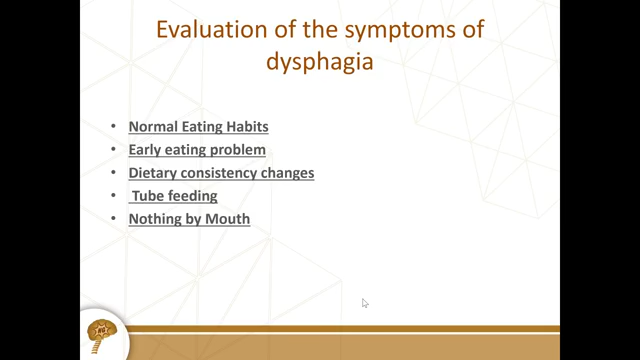 Evaluation of the symptoms of
dysphagia
• Normal Eating Habits
• Early eating problem
• Dietary consistency changes
• Tube feeding
• Nothing by Mouth